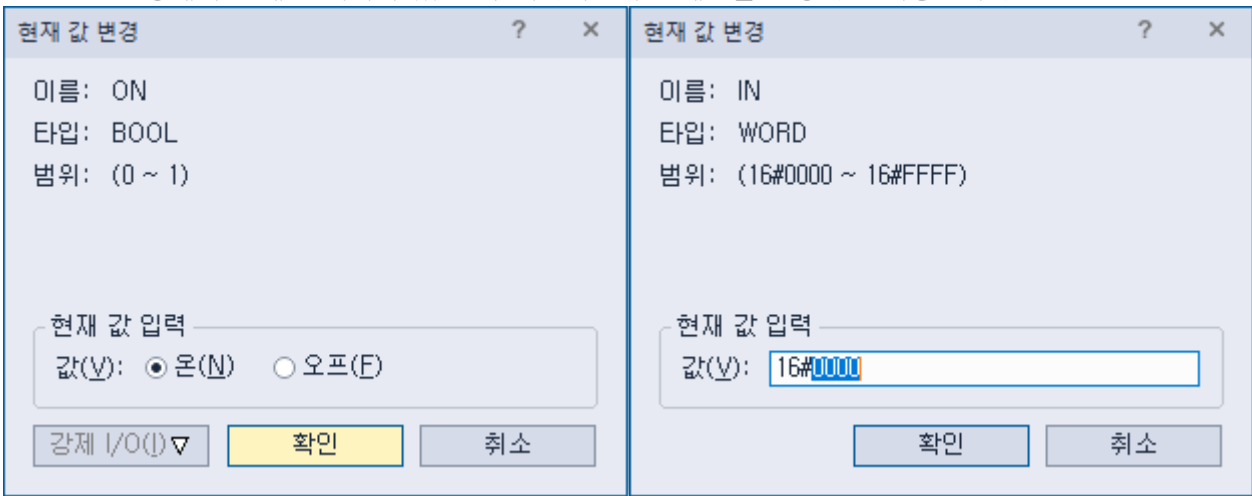 현재 값 변경 ? ×
이름: ON
타입: BOOL
범위: (0 ~ 1)
현재 값 입력
값(V): 온(N) 오프(F)
강제 I/O(I) 확인 취소
현재 값 변경 ? ×
이름: IN
타입: WORD
범위: (16#0000 ~ 16#FFFF)
현재 값 입력
값(V): 16#0000
확인 취소